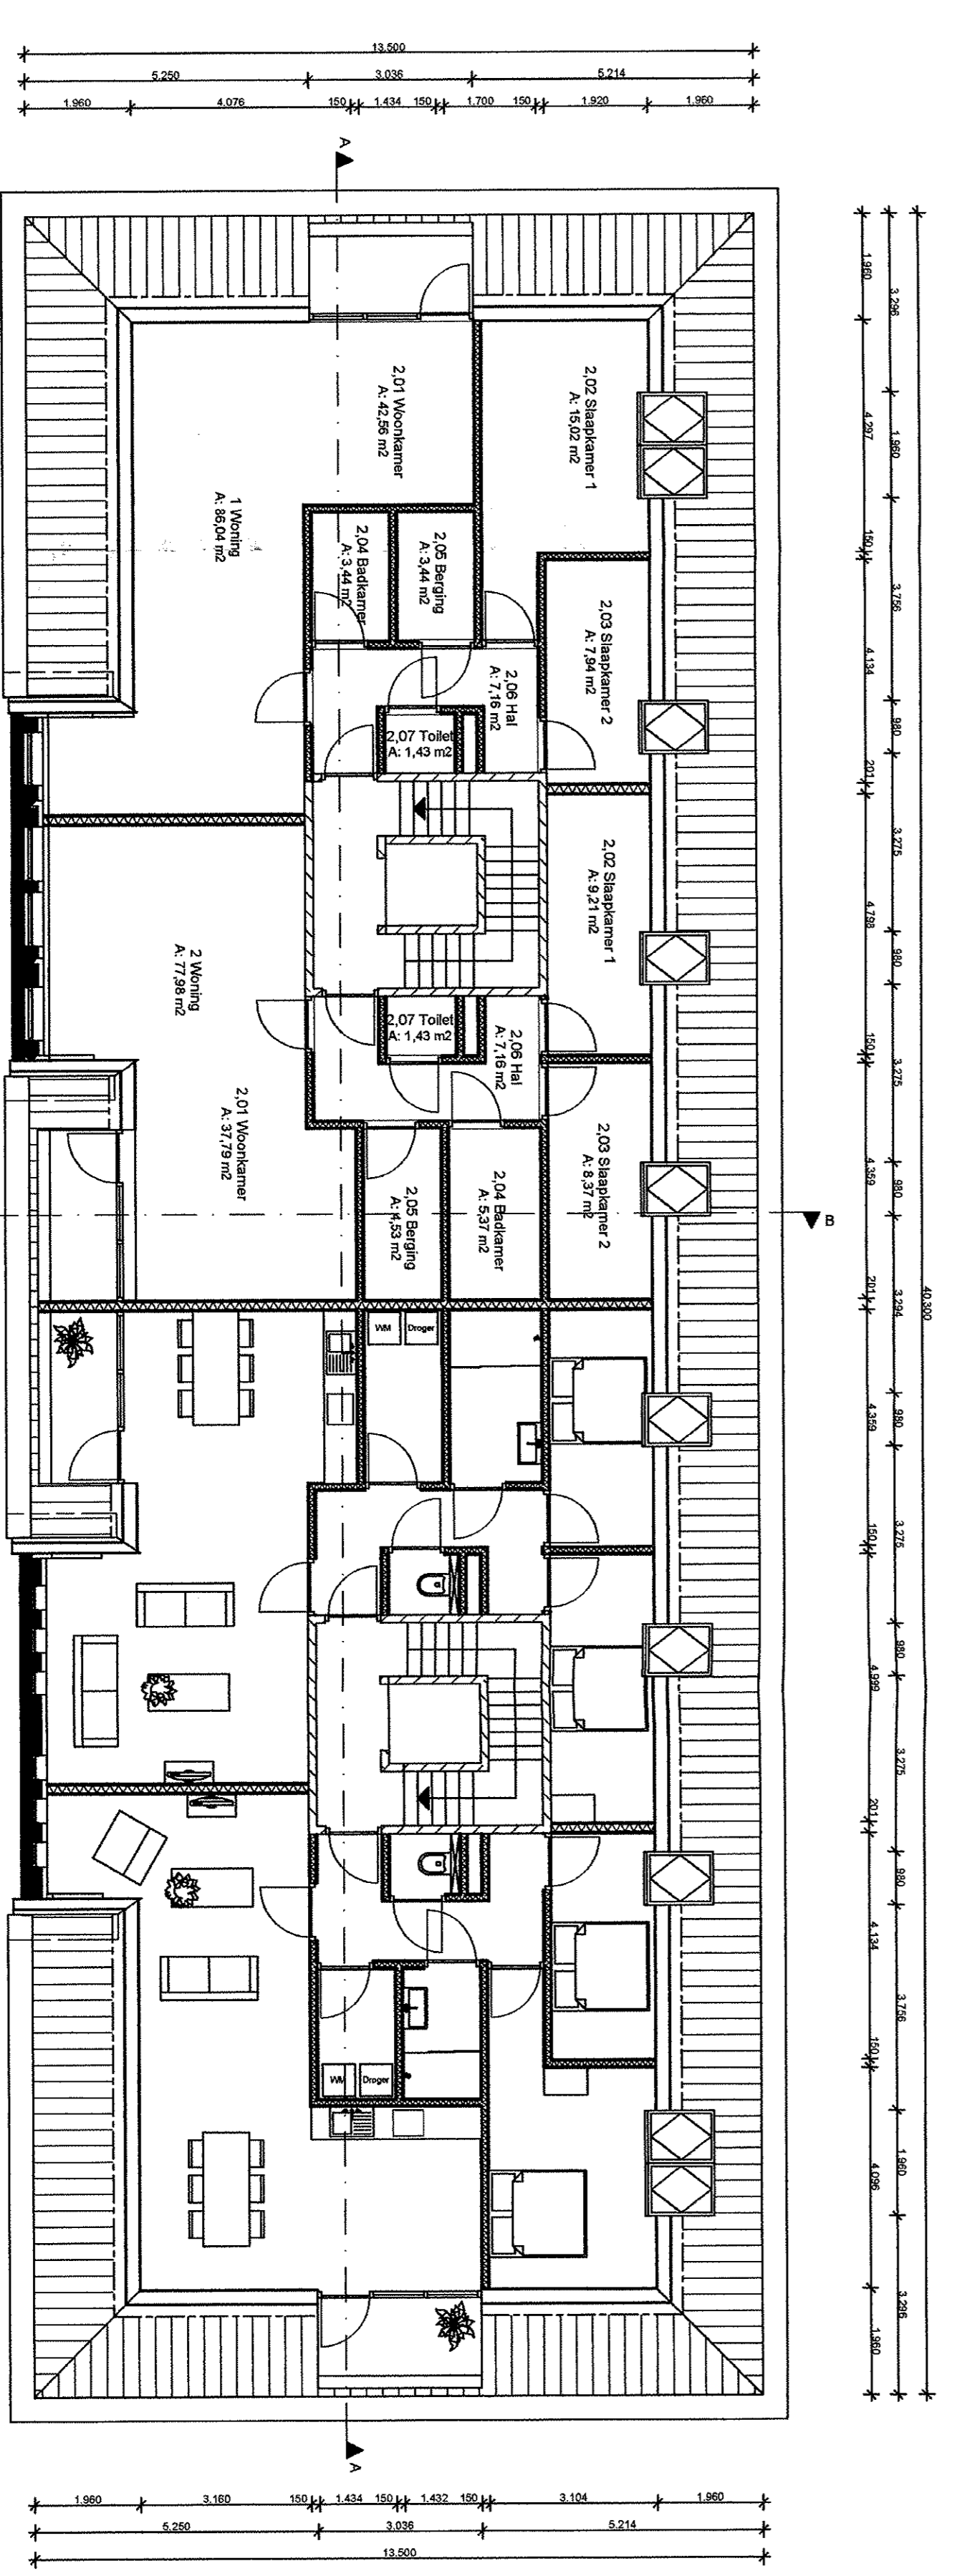 13.500
5.250 3.036 5.214
1.960 4.076 150 1.434 150 1.700 150 1.920 1.960
A
1.960 4.297 150 4.134 201 4.798 150 4.359 201 4.359 150 4.999 201 4.134 150 4.096 1.960
3.296 1.960 3.756 980 3.275 980 3.275 980 3.294 980 3.275 980 3.275 980 3.756 1.960 3.296
40.300
2,01 Woonkamer
A: 42,56 m2
2,02 Slaapkamer 1
A: 15,02 m2
1 Woning
A: 86,04 m2
2,04 Badkamer
A: 3,44 m2
2,05 Berging
A: 3,44 m2
2,03 Slaapkamer 2
A: 7,94 m2
2,06 Hal
A: 7,16 m2
2,07 Toilet
A: 1,43 m2
2,02 Slaapkamer 1
A: 9,21 m2
2 Woning
A: 77,98 m2
2,07 Toilet
A: 1,43 m2
2,06 Hal
A: 7,16 m2
2,01 Woonkamer
A: 37,79 m2
2,05 Berging
A: 4,53 m2
2,04 Badkamer
A: 5,37 m2
2,03 Slaapkamer 2
A: 8,37 m2
B
WM Droger
WM Droger
A
1.960 3.160 150 1.434 150 1.432 150 3.104 1.960
5.250 3.036 5.214
13.500